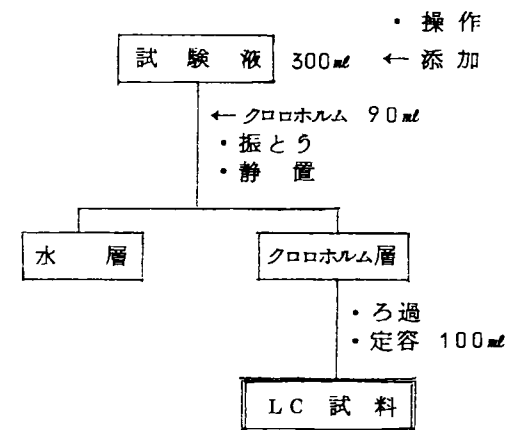 ・ 操 作
試 験 液 300ml ← 添 加
← クロロホルム 90ml
・ 振とう
・ 静 置
水 層
クロロホルム層
・ ろ過
・ 定容 100ml
LC 試 料